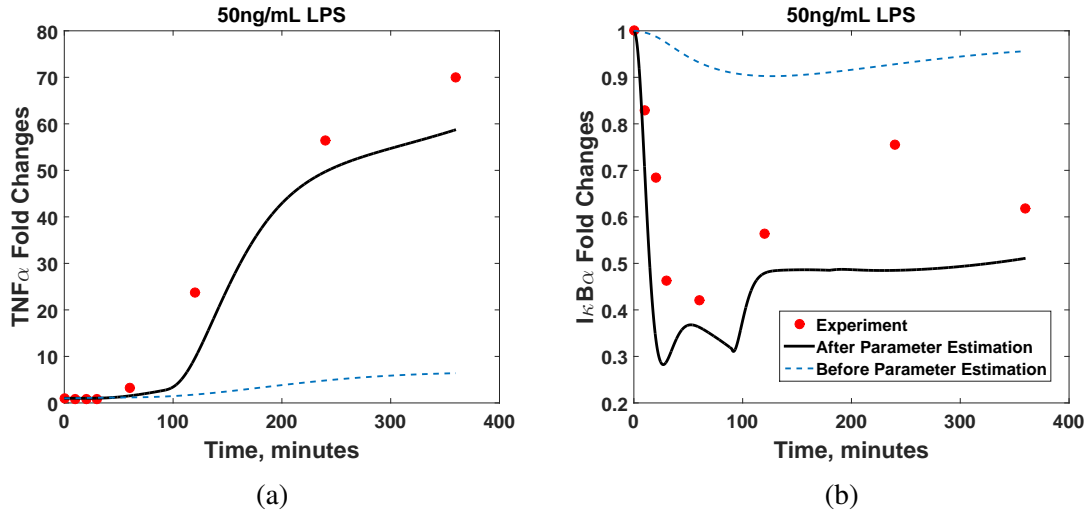 50ng/mL LPS
80
70
60
50
40
30
20
10
0
0
100
200
300
400
TNFα Fold Changes
Time, minutes
(a)
50ng/mL LPS
1
0.9
0.8
0.7
0.6
0.5
0.4
0.3
0.2
0
100
200
300
400
IκBα Fold Changes
Experiment
After Parameter Estimation
Before Parameter Estimation
Time, minutes
(b)